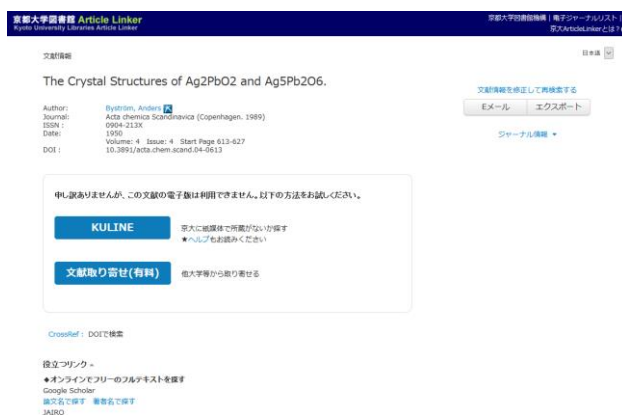 京都大学図書館 Article Linker
Kyoto University Libraries Article Linker
京都大学図書館機構 | 電子ジャーナルリスト |
京大ArticleLinkerとは?
文献情報
日本語
The Crystal Structures of Ag2PbO2 and Ag5Pb2O6.
文献情報を修正して再検索する
Eメール エクスポート
ジャーナル情報
Author: Byström, Anders
Journal: Acta chemica Scandinavica (Copenhagen. 1989)
ISSN : 0904-213X
Date: 1950
Volume: 4 Issue: 4 Start Page 613-627
DOI : 10.3891/acta.chem.scand.04-0613
申し訳ありませんが、この文献の電子版は利用できません。以下の方法をお試しください。
KULINE 京大に紙媒体で所蔵がないか探す
★ヘルプもお読みください
文献取り寄せ(有料) 他大学等から取り寄せる
CrossRef : DOIで検索
役立つリンク
◆オンラインでフリーのフルテキストを探す
Google Scholar
論文名で探す 著者名で探す
JAIRO